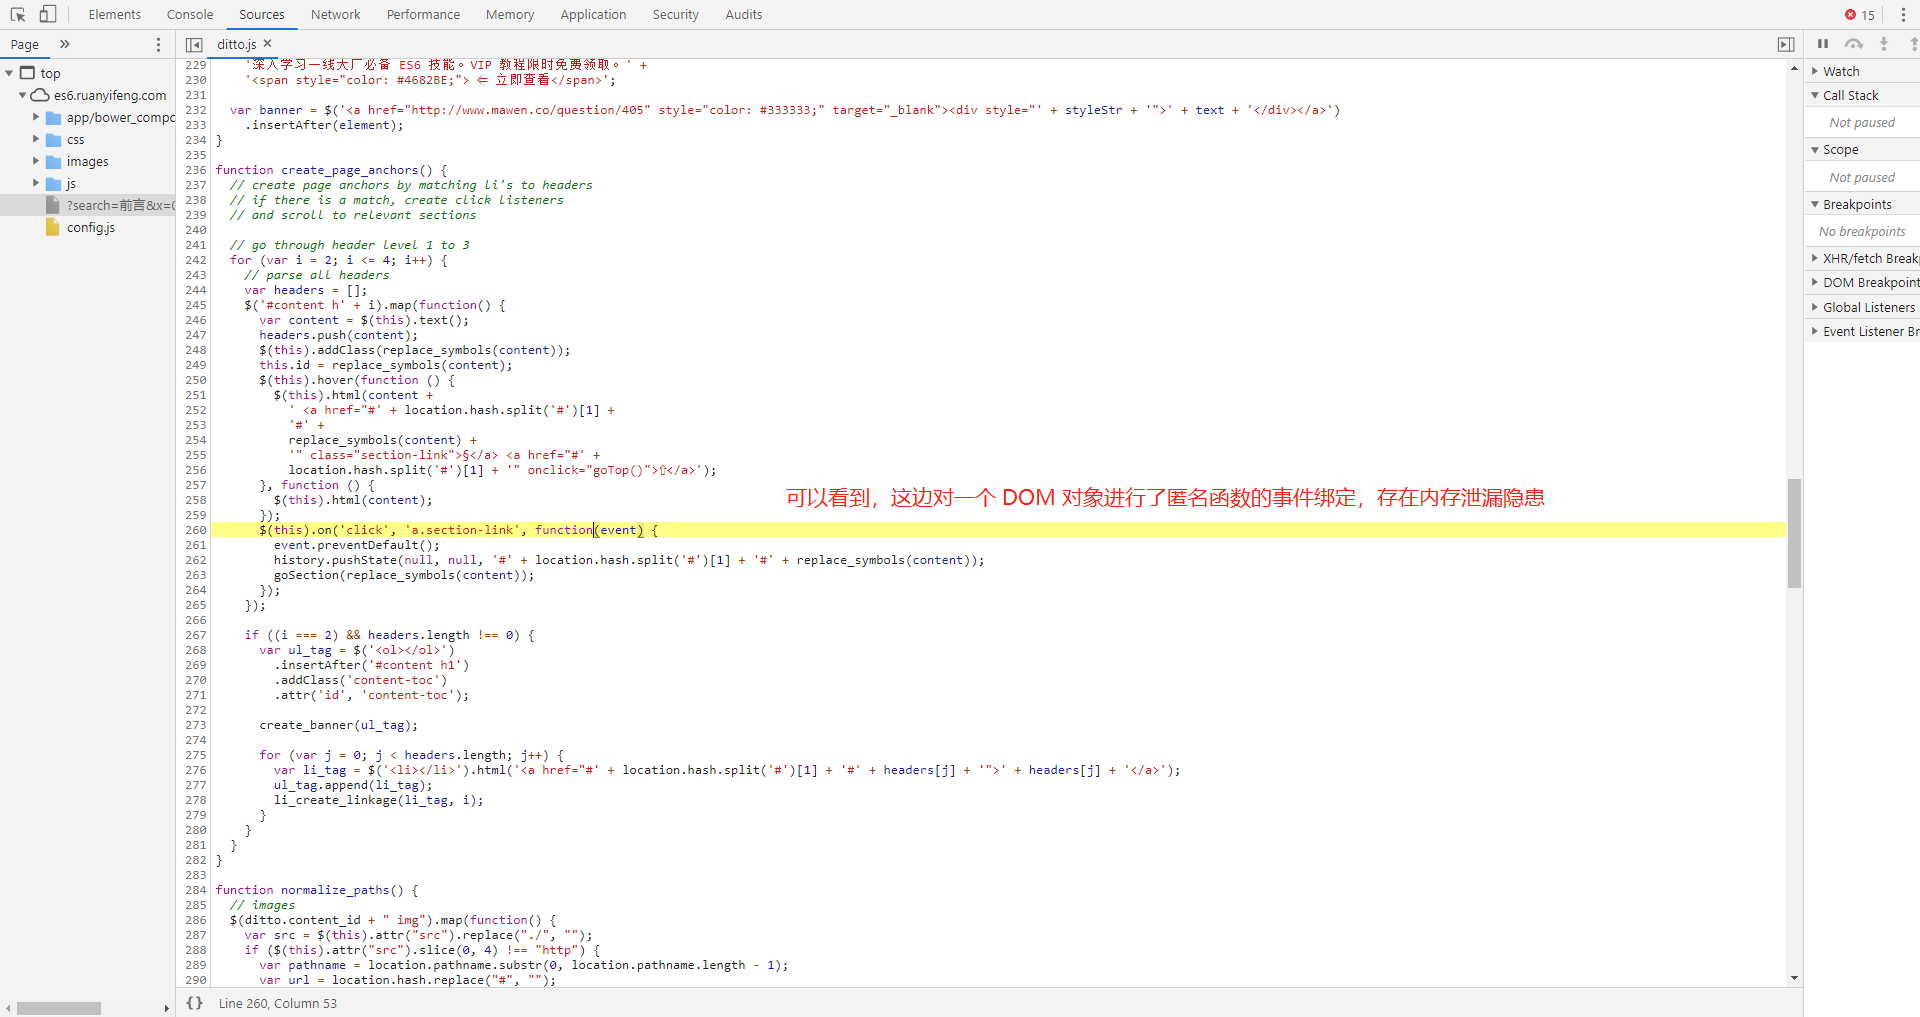 Elements Console Sources Network Performance Memory Application Security Audits 15
Page » ditto.js ×
top
es6.ruanyifeng.com
app/bower_compo
css
images
js
?search=前言&x=0
config.js
229 '深入学习一线大厂必备 ES6 技能。VIP 教程限时免费领取。' +
230 '<span style="color: #4682BE;"> ⇐ 立即查看</span>';
231
232 var banner = $('<a href="http://www.mawen.co/question/405" style="color: #333333;" target="_blank"><div style="' + styleStr + '">' + text + '</div></a>')
233 .insertAfter(element);
234 }
235
236 function create_page_anchors() {
237 // create page anchors by matching li's to headers
238 // if there is a match, create click listeners
239 // and scroll to relevant sections
240
241 // go through header level 1 to 3
242 for (var i = 2; i <= 4; i++) {
243 // parse all headers
244 var headers = [];
245 $('#content h' + i).map(function() {
246 var content = $(this).text();
247 headers.push(content);
248 $(this).addClass(replace_symbols(content));
249 this.id = replace_symbols(content);
250 $(this).hover(function () {
251 $(this).html(content +
252 ' <a href="#' + location.hash.split('#')[1] +
253 '#' +
254 replace_symbols(content) +
255 '" class="section-link">§</a> <a href="#' +
256 location.hash.split('#')[1] + '" onclick="goTop()">⇧</a>');
257 }, function () {
258 $(this).html(content);
259 });
可以看到，这边对一个 DOM 对象进行了匿名函数的事件绑定，存在内存泄漏隐患
260 $(this).on('click', 'a.section-link', function(event) {
261 event.preventDefault();
262 history.pushState(null, null, '#' + location.hash.split('#')[1] + '#' + replace_symbols(content));
263 goSection(replace_symbols(content));
264 });
265 });
266
267 if ((i === 2) && headers.length !== 0) {
268 var ul_tag = $('<ol></ol>')
269 .insertAfter('#content h1')
270 .addClass('content-toc')
271 .attr('id', 'content-toc');
272
273 create_banner(ul_tag);
274
275 for (var j = 0; j < headers.length; j++) {
276 var li_tag = $('<li></li>').html('<a href="#' + location.hash.split('#')[1] + '#' + headers[j] + '">' + headers[j] + '</a>');
277 ul_tag.append(li_tag);
278 li_create_linkage(li_tag, i);
279 }
280 }
281 }
282 }
283
284 function normalize_paths() {
285 // images
286 $(ditto.content_id + " img").map(function() {
287 var src = $(this).attr("src").replace("./", "");
288 if ($(this).attr("src").slice(0, 4) !== "http") {
289 var pathname = location.pathname.substr(0, location.pathname.length - 1);
290 var url = location.hash.replace("#", "");
{} Line 260, Column 53
Watch
Call Stack
Not paused
Scope
Not paused
Breakpoints
No breakpoints
XHR/fetch Break
DOM Breakpoint
Global Listeners
Event Listener Br